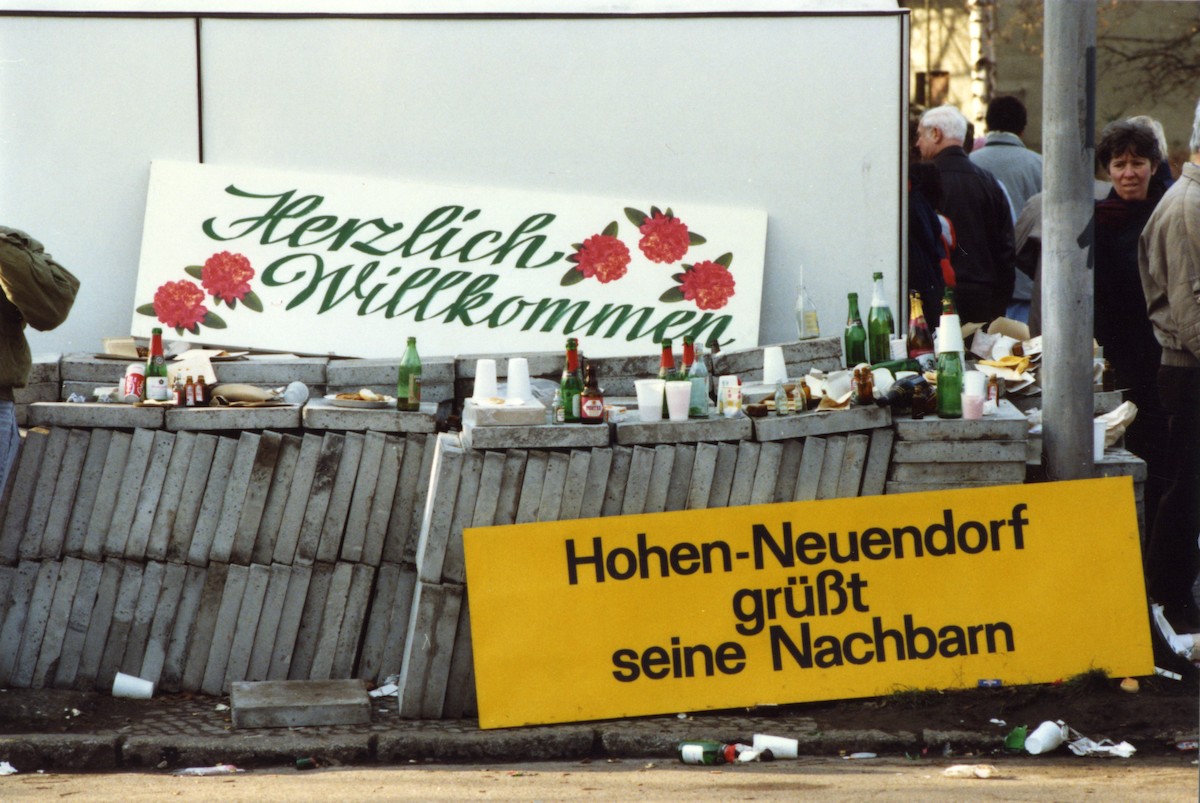 Herzlich
Willkommen
Hohen-Neuendorf
grüßt
seine Nachbarn